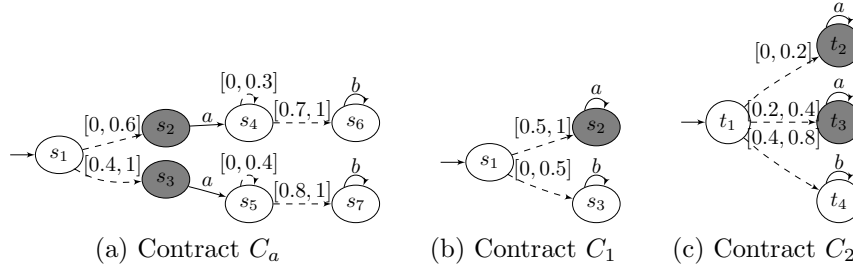 [0, 0.3] b
[0, 0.6] s2 a s4 [0.7, 1] s6
s1
[0.4, 1] s3 a [0, 0.4] b
s5 [0.8, 1] s7
(a) Contract Ca
a
[0.5, 1] s2
s1
[0, 0.5] b
s3
(b) Contract C1
a
[0, 0.2] t2
a
t1 [0.2, 0.4] t3
[0.4, 0.8]
b
t4
(c) Contract C2